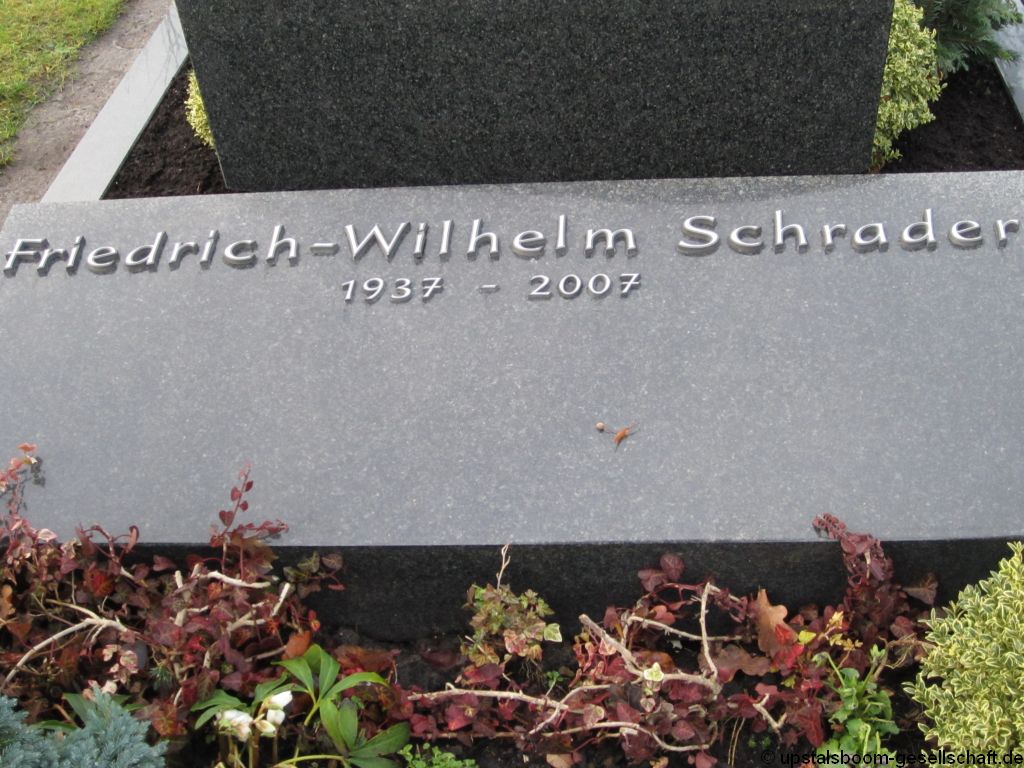 Friedrich-Wilhelm Schrader
1937 - 2007
© upstalsboom-gesellschaft.de